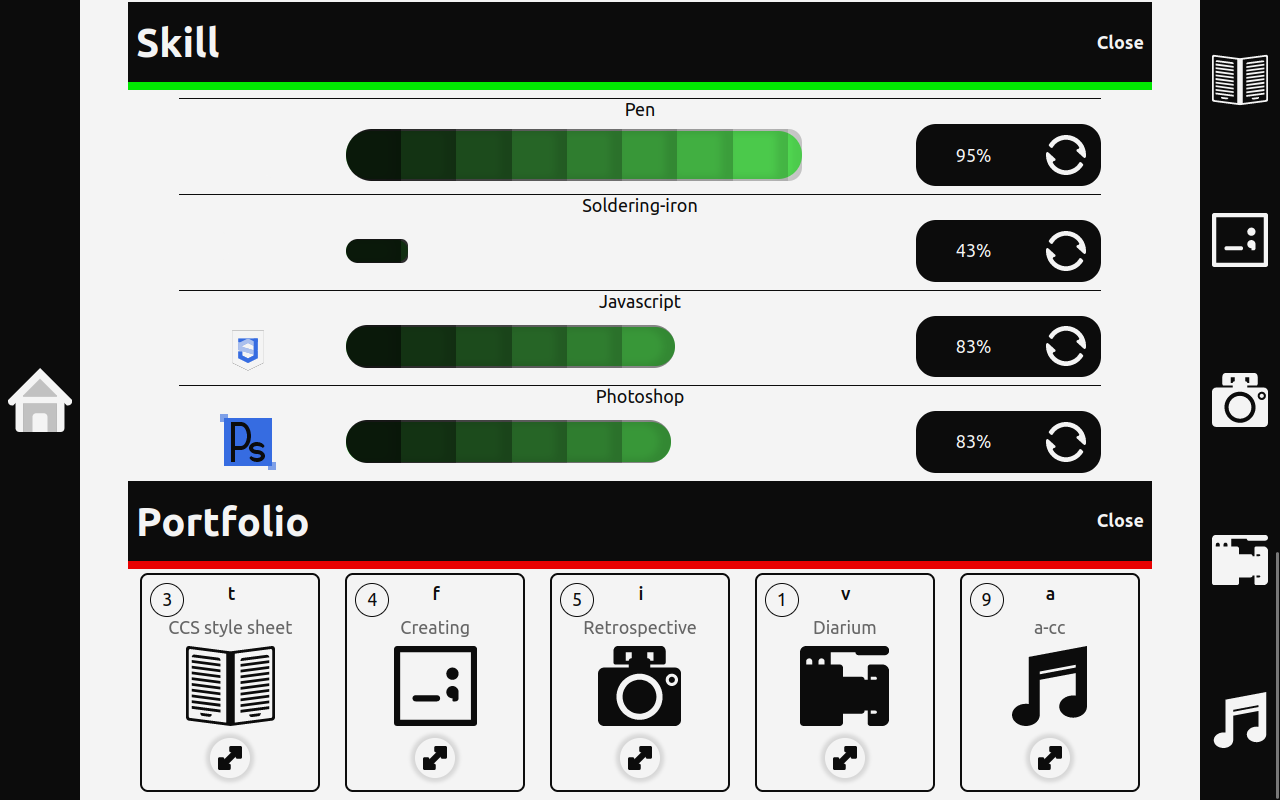 Skill
Close
Pen
95%
Soldering-iron
43%
Javascript
S
83%
Photoshop
Ps
83%
Portfolio
Close
3
t
CCS style sheet
4
f
Creating
5
i
Retrospective
1
v
Diarium
9
a
a-cc